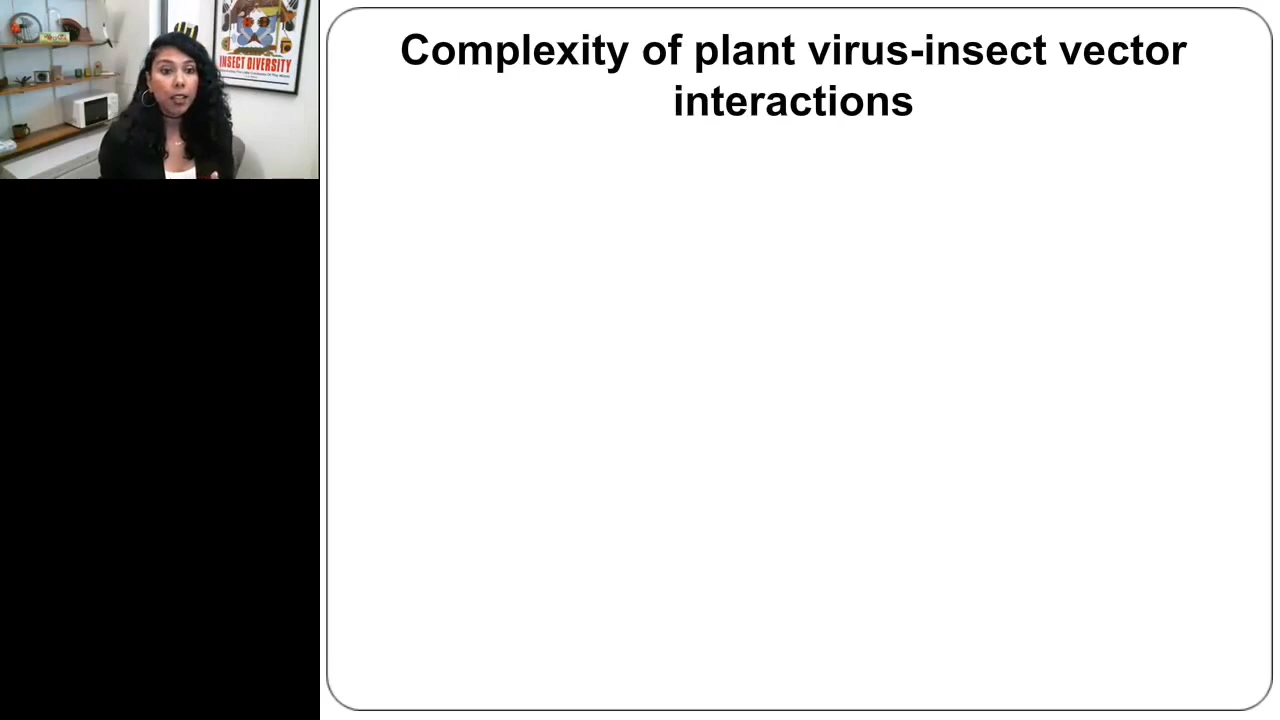 INSECT DIVERSITY
Complexity of plant virus-insect vector
interactions